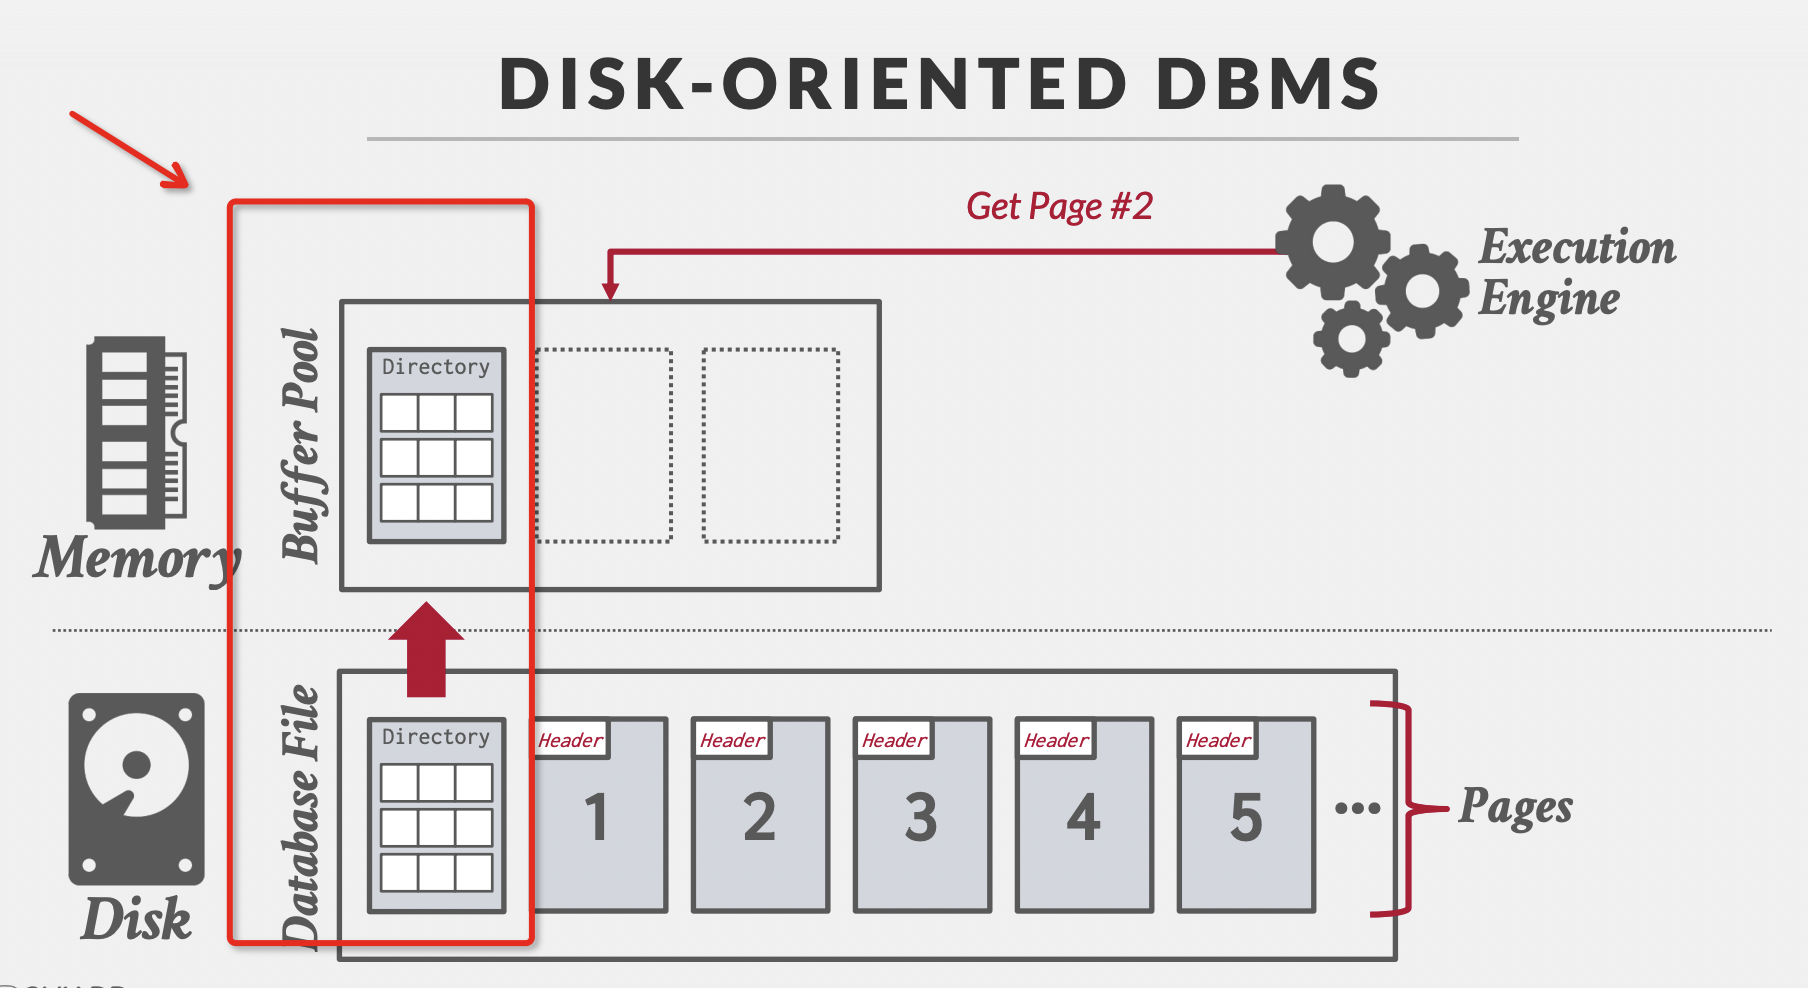 DISK-ORIENTED DBMS
Get Page #2
Execution
Engine
Buffer Pool
Directory
Memory
Database File
Directory
Header
1
Header
2
Header
3
Header
4
Header
5
...
Pages
Disk